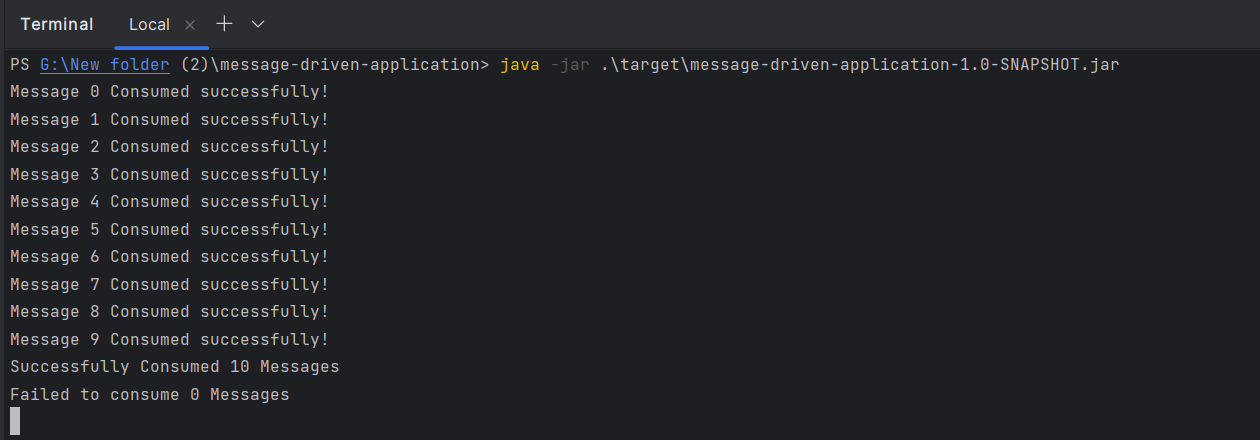 Terminal Local
PS G:\New folder (2)\message-driven-application> java -jar .\target\message-driven-application-1.0-SNAPSHOT.jar
Message 0 Consumed successfully!
Message 1 Consumed successfully!
Message 2 Consumed successfully!
Message 3 Consumed successfully!
Message 4 Consumed successfully!
Message 5 Consumed successfully!
Message 6 Consumed successfully!
Message 7 Consumed successfully!
Message 8 Consumed successfully!
Message 9 Consumed successfully!
Successfully Consumed 10 Messages
Failed to consume 0 Messages